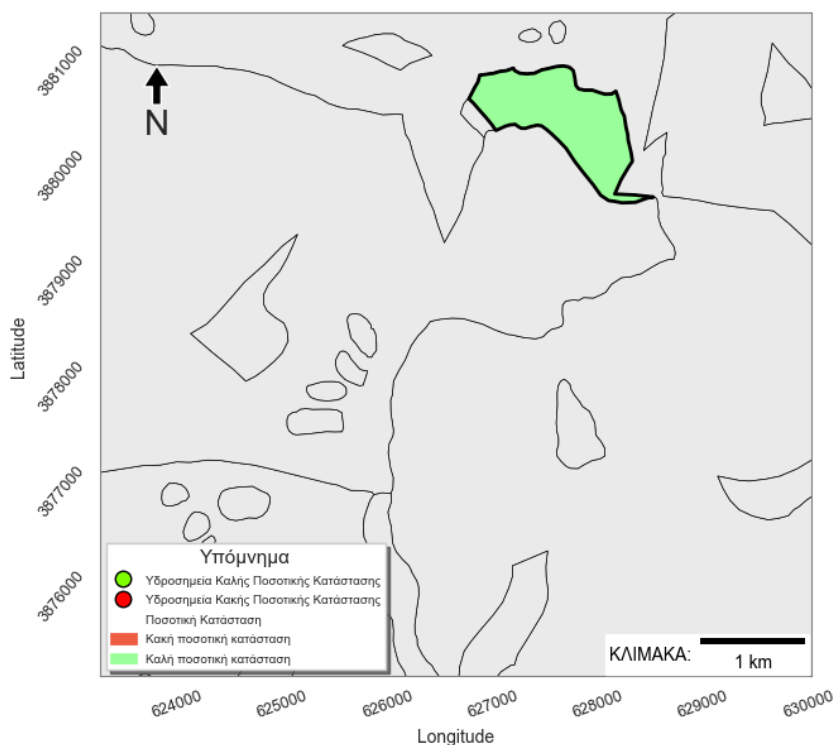 3881000
3880000
3879000
3878000
3877000
3876000
Latitude
N
Υπόμνημα
Υδροσημεία Καλής Ποσοτικής Κατάστασης
Υδροσημεία Κακής Ποσοτικής Κατάστασης
Ποσοτική Κατάσταση
Κακή ποσοτική κατάσταση
Καλή ποσοτική κατάσταση
ΚΛΙΜΑΚΑ:
1 km
624000
625000
626000
627000
628000
629000
630000
Longitude